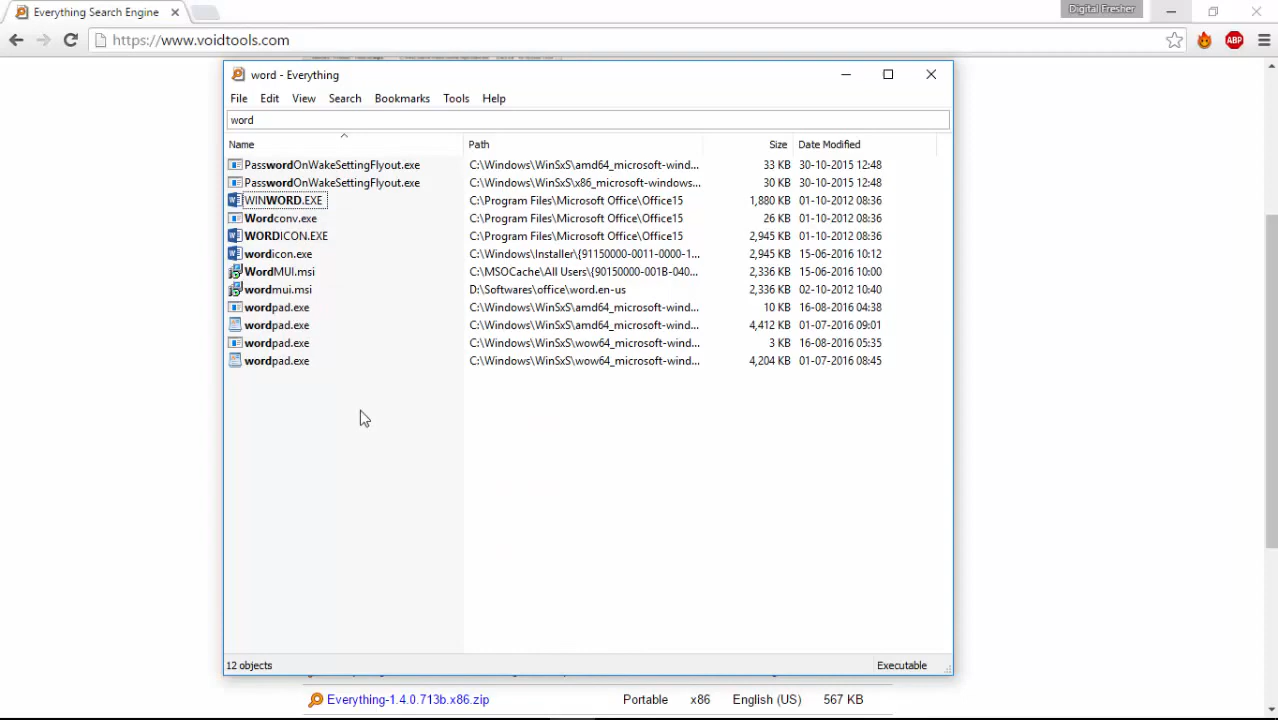 Everything Search Engine
Digital Fresher
https://www.voidtools.com
ABP
word - Everything
File Edit View Search Bookmarks Tools Help
word
Name Path Size Date Modified
PasswordOnWakeSettingFlyout.exe C:\Windows\WinSxS\amd64_microsoft-wind... 33 KB 30-10-2015 12:48
PasswordOnWakeSettingFlyout.exe C:\Windows\WinSxS\x86_microsoft-windows... 30 KB 30-10-2015 12:48
WINWORD.EXE C:\Program Files\Microsoft Office\Office15 1,880 KB 01-10-2012 08:36
Wordconv.exe C:\Program Files\Microsoft Office\Office15 26 KB 01-10-2012 08:36
WORDICON.EXE C:\Program Files\Microsoft Office\Office15 2,945 KB 01-10-2012 08:36
wordicon.exe C:\Windows\Installer\{91150000-0011-0000-1... 2,945 KB 15-06-2016 10:12
WordMUI.msi C:\MSOCache\All Users\{90150000-001B-040... 2,336 KB 15-06-2016 10:00
wordmui.msi D:\Softwares\office\word.en-us 2,336 KB 02-10-2012 10:40
wordpad.exe C:\Windows\WinSxS\amd64_microsoft-wind... 10 KB 16-08-2016 04:38
wordpad.exe C:\Windows\WinSxS\amd64_microsoft-wind... 4,412 KB 01-07-2016 09:01
wordpad.exe C:\Windows\WinSxS\wow64_microsoft-wind... 3 KB 16-08-2016 05:35
wordpad.exe C:\Windows\WinSxS\wow64_microsoft-wind... 4,204 KB 01-07-2016 08:45
12 objects Executable
Everything-1.4.0.713b.x86.zip Portable x86 English (US) 567 KB